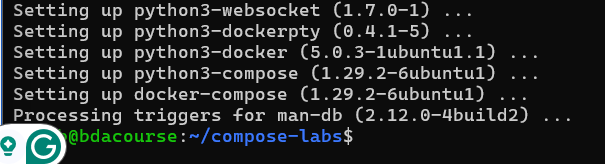 Setting up python3-websocket (1.7.0-1) ...
Setting up python3-dockerpty (0.4.1-5) ...
Setting up python3-docker (5.0.3-1ubuntu1.1) ...
Setting up python3-compose (1.29.2-6ubuntu1) ...
Setting up docker-compose (1.29.2-6ubuntu1) ...
Processing triggers for man-db (2.12.0-4build2) ...
@bdacourse:~/compose-labs$